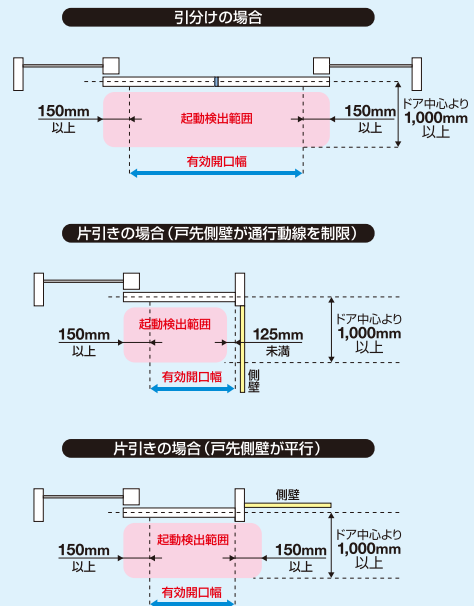 引分けの場合
150mm
以上
起動検出範囲
150mm
以上
ドア中心より
1,000mm
以上
有効開口幅
片引きの場合（戸先側壁が通行動線を制限）
150mm
以上
起動検出範囲
125mm
未満
ドア中心より
1,000mm
以上
有効開口幅
側壁
片引きの場合（戸先側壁が平行）
側壁
150mm
以上
起動検出範囲
150mm
以上
ドア中心より
1,000mm
以上
有効開口幅